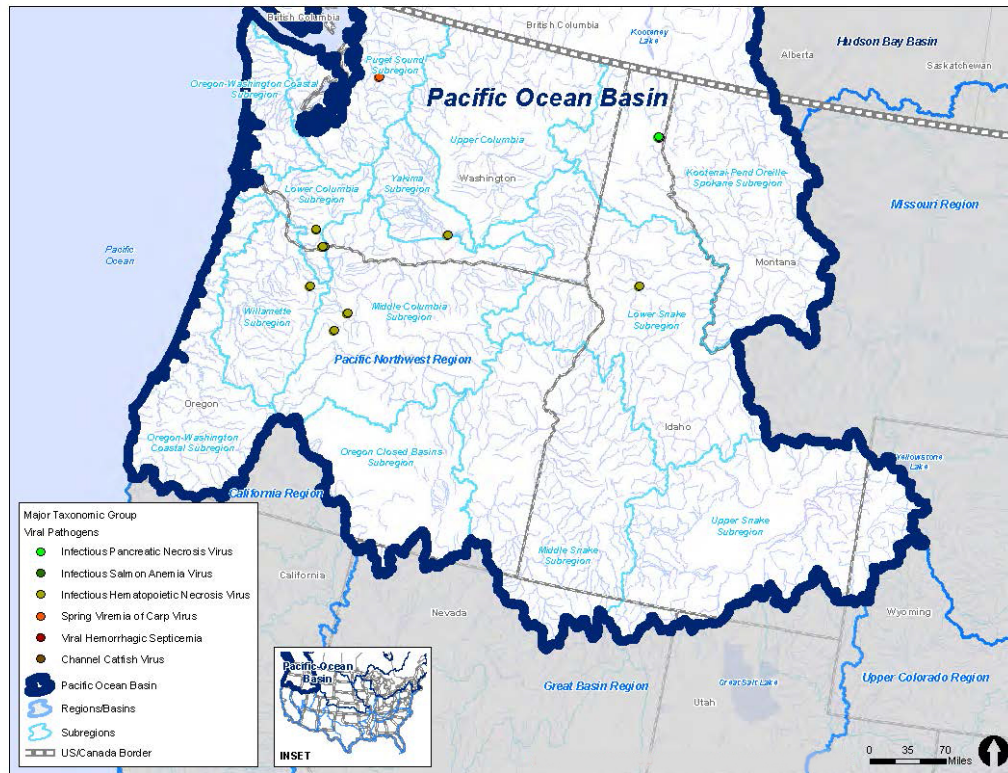 British Columbia
British Columbia
Kooteney
Lake
Hudson Bay Basin
Alberta
Saskatchewan
Puget Sound
Subregion
Oregon-Washington Coastal
Subregion
Pacific Ocean Basin
Upper Columbia
Washington
Yakima
Subregion
Lower Columbia
Subregion
Kootenai-Pend Oreille-
Spokane Subregion
Missouri Region
Pacific
Ocean
Montana
Willamette
Subregion
Middle Columbia
Subregion
Lower Snake
Subregion
Pacific Northwest Region
Oregon
Idaho
Oregon-Washington
Coastal Subregion
Oregon Closed Basins
Subregion
Yellowstone
Lake
California Region
Upper Snake
Subregion
Middle Snake
Subregion
California
Nevada
Wyoming
Great Basin Region
Great Salt Lake
Utah
Upper Colorado Region
Major Taxonomic Group
Viral Pathogens
Infectious Pancreatic Necrosis Virus
Infectious Salmon Anemia Virus
Infectious Hematopoietic Necrosis Virus
Spring Viremia of Carp Virus
Viral Hemorrhagic Septicemia
Channel Catfish Virus
Pacific Ocean Basin
Regions/Basins
Subregions
US/Canada Border
Pacific Ocean
Basin
INSET
0 35 70
Miles